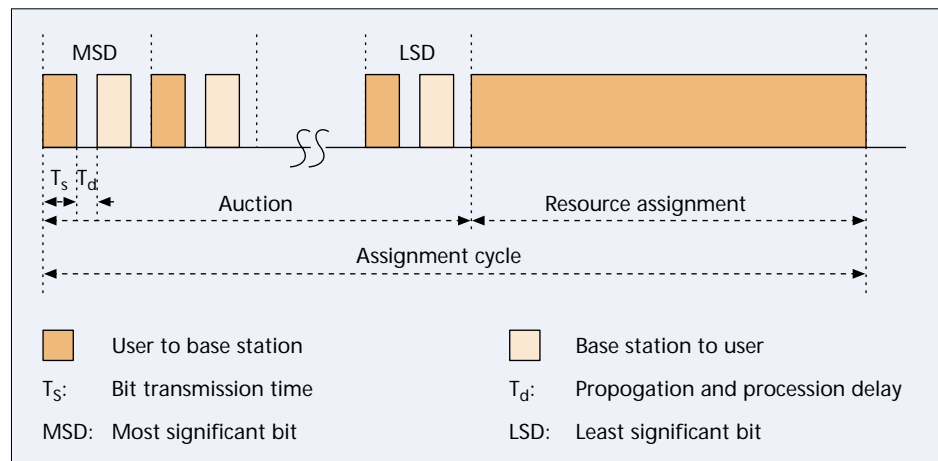 MSD
LSD
Ts Td
Auction
Resource assignment
Assignment cycle
User to base station
Base station to user
TS: Bit transmission time
Td: Propogation and procession delay
MSD: Most significant bit
LSD: Least significant bit